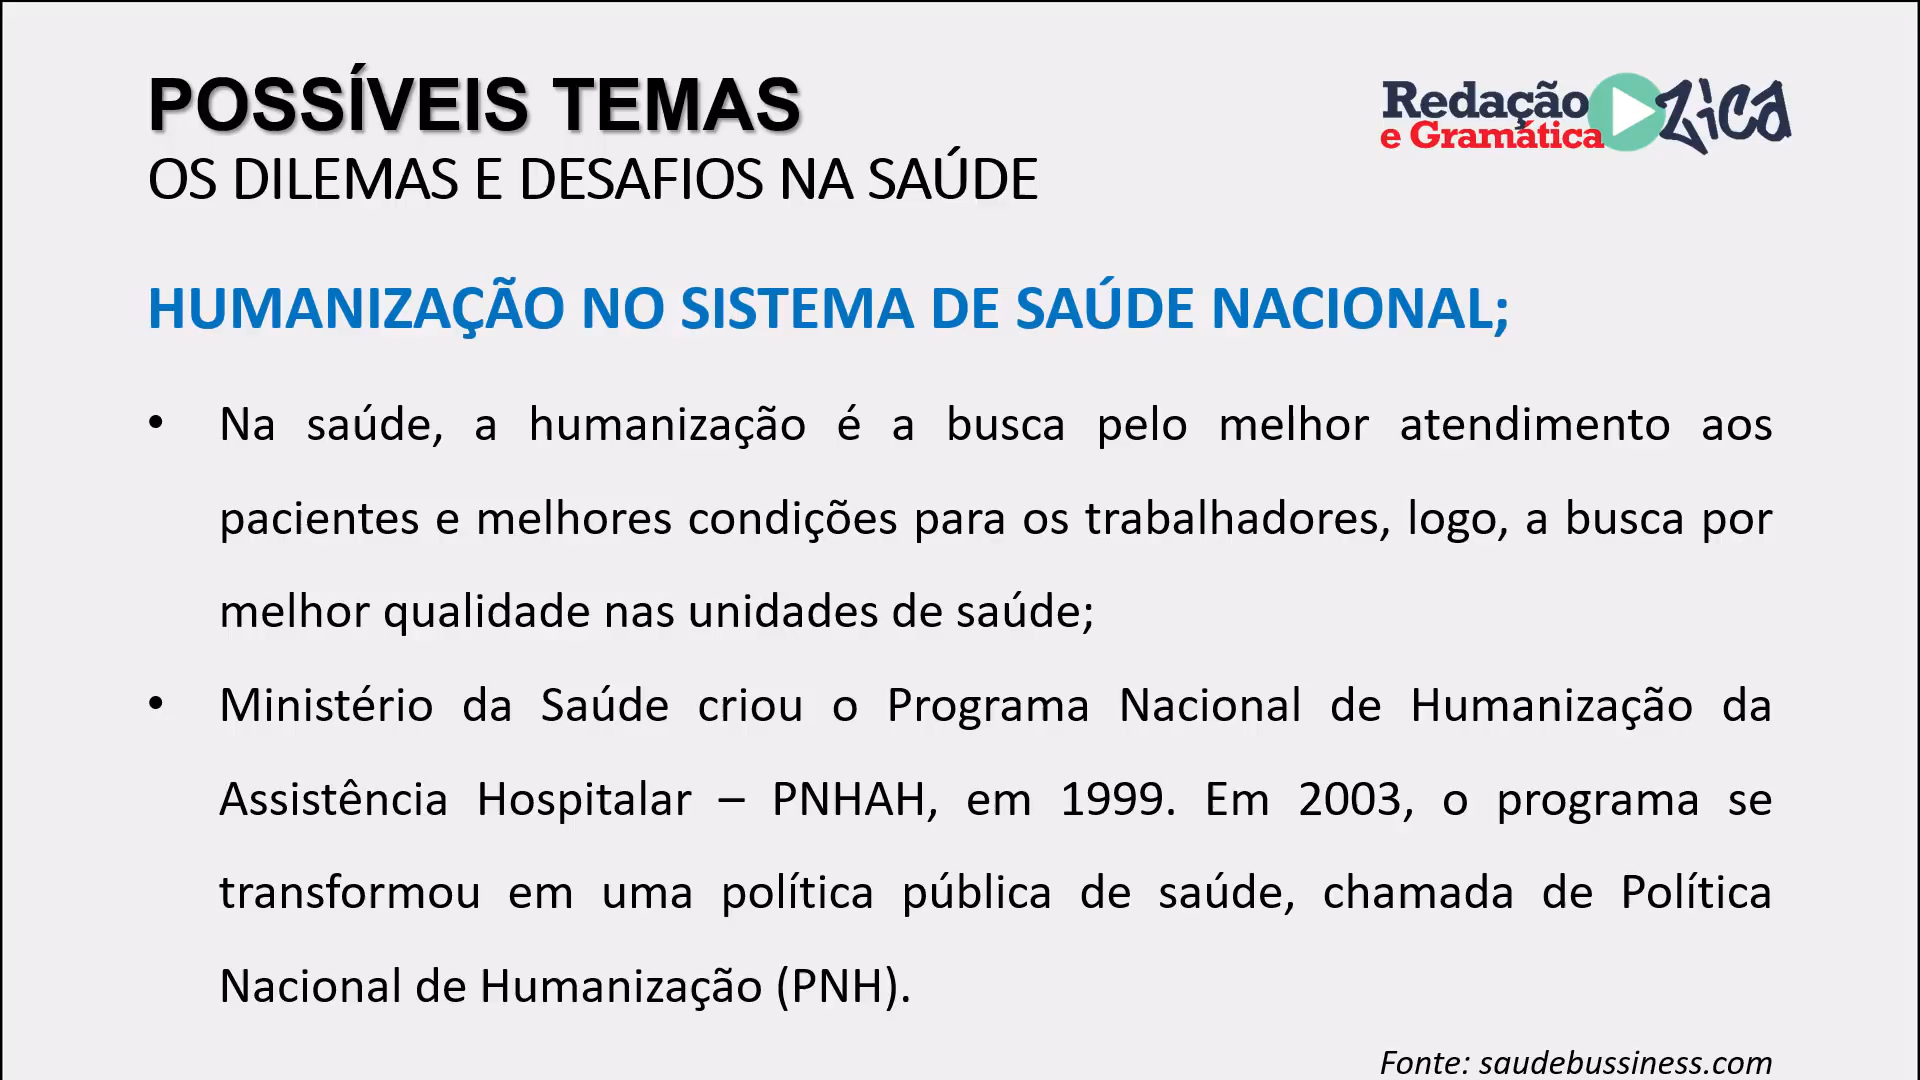 POSSÍVEIS TEMAS
OS DILEMAS E DESAFIOS NA SAÚDE
Redação
e Gramática
Zica
HUMANIZAÇÃO NO SISTEMA DE SAÚDE NACIONAL;
• Na saúde, a humanização é a busca pelo melhor atendimento aos
pacientes e melhores condições para os trabalhadores, logo, a busca por
melhor qualidade nas unidades de saúde;
• Ministério da Saúde criou o Programa Nacional de Humanização da
Assistência Hospitalar – PNHAH, em 1999. Em 2003, o programa se
transformou em uma política pública de saúde, chamada de Política
Nacional de Humanização (PNH).
Fonte: saudebussiness.com